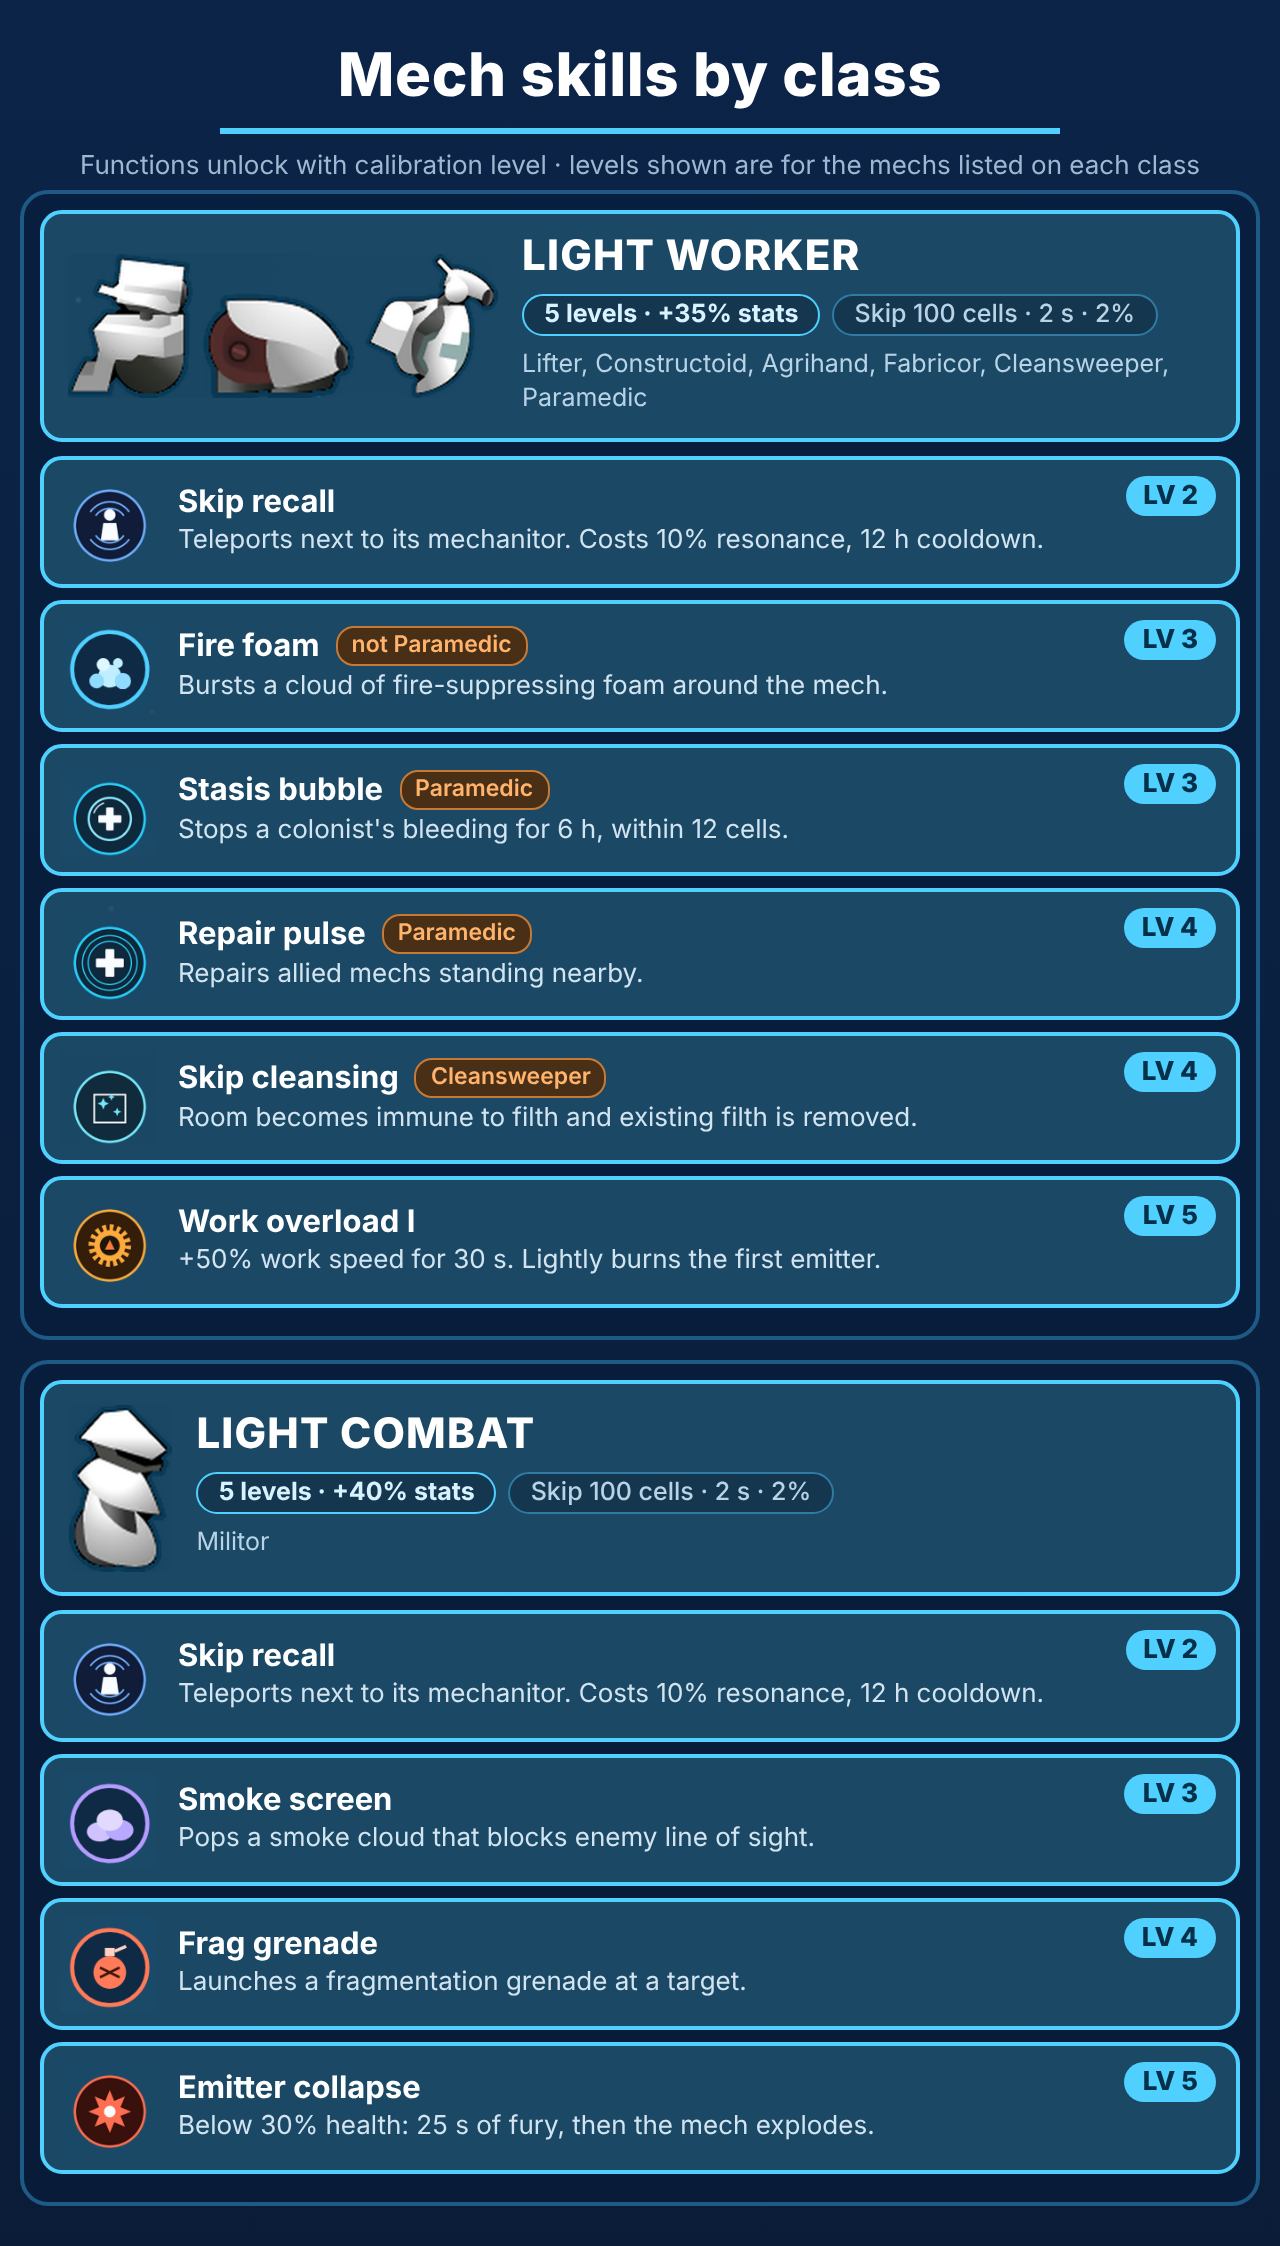 Mech skills by class
Functions unlock with calibration level · levels shown are for the mechs listed on each class
LIGHT WORKER
5 levels · +35% stats
Skip 100 cells · 2 s · 2%
Lifter, Constructoid, Agrihand, Fabricor, Cleansweeper,
Paramedic
Skip recall
LV 2
Teleports next to its mechanitor. Costs 10% resonance, 12 h cooldown.
Fire foam
not Paramedic
LV 3
Bursts a cloud of fire-suppressing foam around the mech.
Stasis bubble
Paramedic
LV 3
Stops a colonist's bleeding for 6 h, within 12 cells.
Repair pulse
Paramedic
LV 4
Repairs allied mechs standing nearby.
Skip cleansing
Cleansweeper
LV 4
Room becomes immune to filth and existing filth is removed.
Work overload I
LV 5
+50% work speed for 30 s. Lightly burns the first emitter.
LIGHT COMBAT
5 levels · +40% stats
Skip 100 cells · 2 s · 2%
Militor
Skip recall
LV 2
Teleports next to its mechanitor. Costs 10% resonance, 12 h cooldown.
Smoke screen
LV 3
Pops a smoke cloud that blocks enemy line of sight.
Frag grenade
LV 4
Launches a fragmentation grenade at a target.
Emitter collapse
LV 5
Below 30% health: 25 s of fury, then the mech explodes.